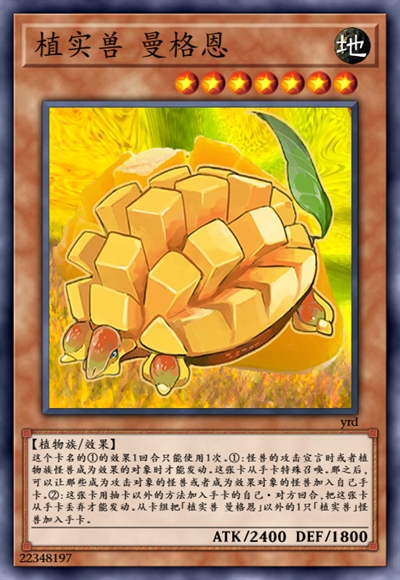 植实兽 曼格恩
地
yrd
【植物族/效果】
这个卡名的①的效果1回合只能使用1次。①：怪兽的攻击宣言时或者植
物族怪兽成为效果的对象时才能发动。这张卡从手卡特殊召唤。那之后，
可以让那些成为攻击对象的怪兽或者成为效果对象的怪兽加入自己手
卡。②：这张卡用抽卡以外的方法加入手卡的自己·对方回合，把这张卡
从手卡丢弃才能发动。从卡组把「植实兽 曼格恩」以外的1只「植实兽」怪
兽加入手卡。
ATK/2400 DEF/1800
22348197